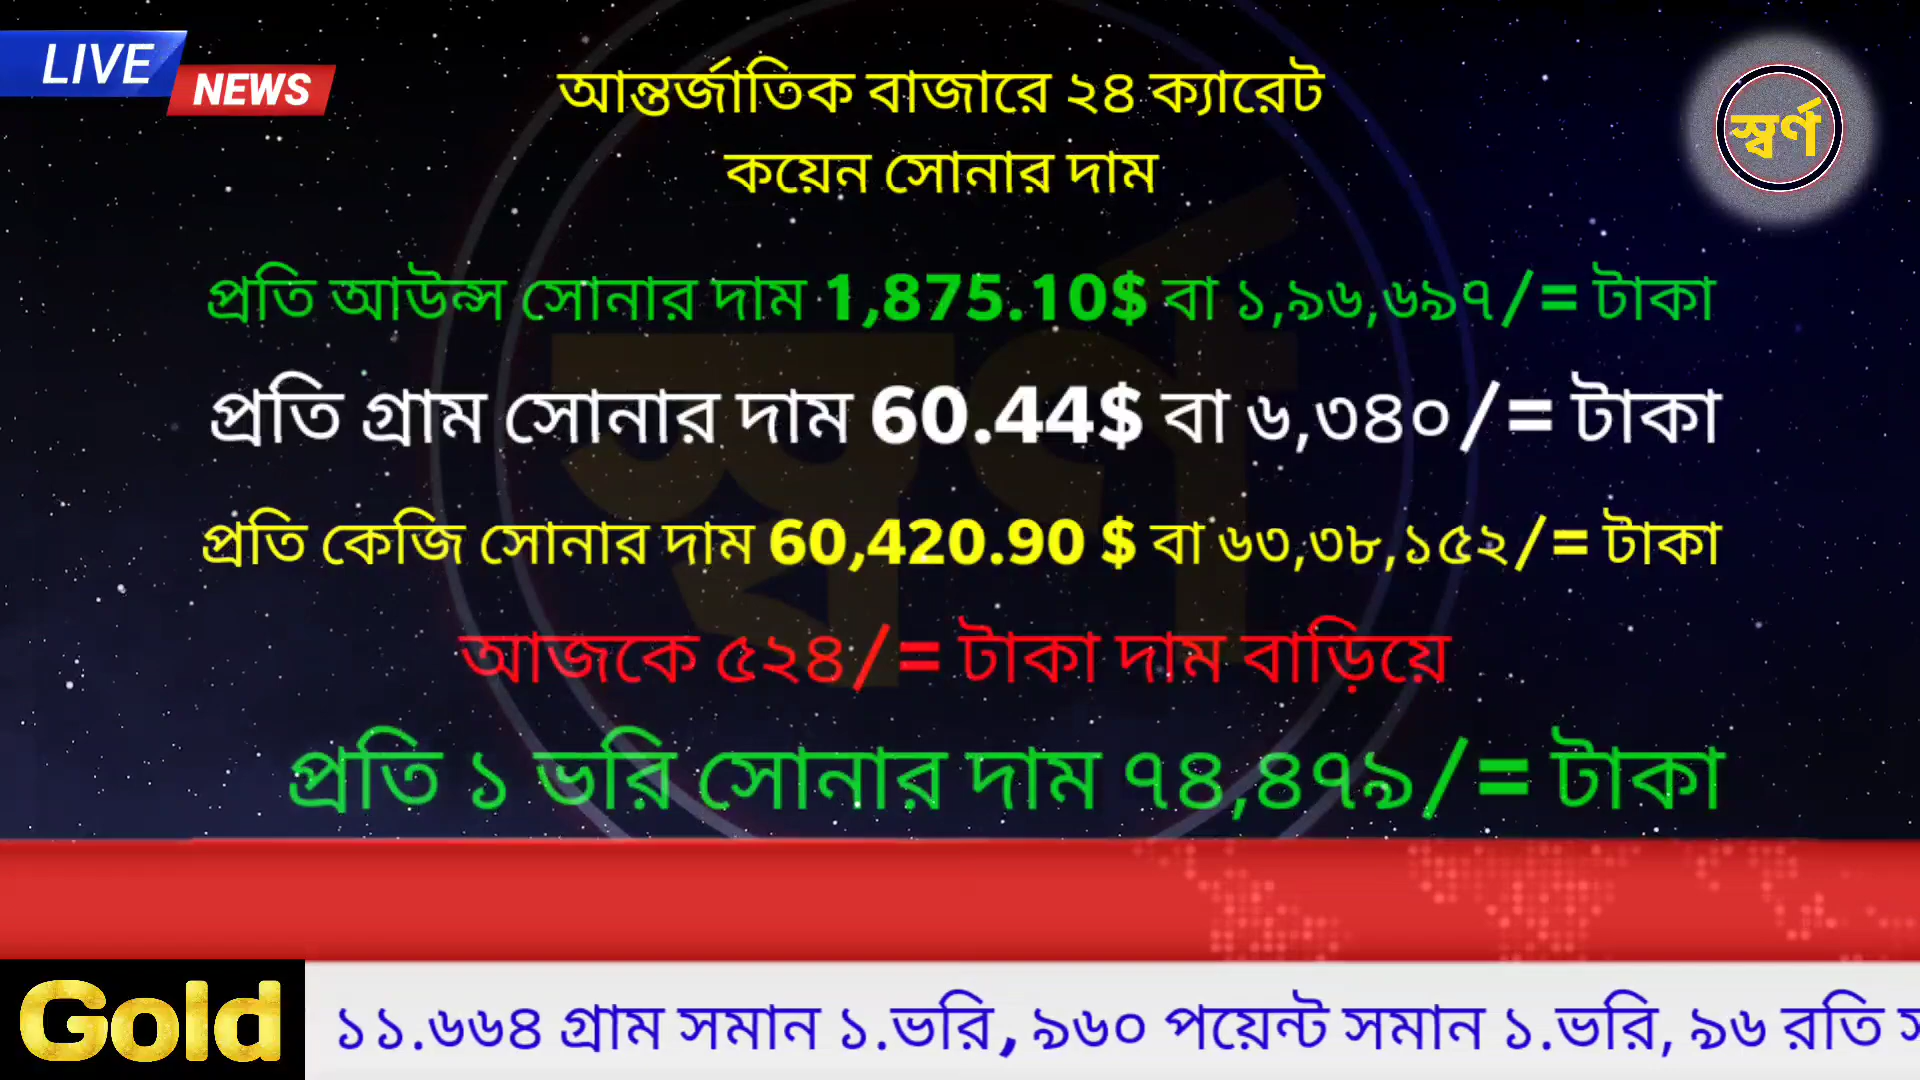 LIVE
NEWS
আন্তর্জাতিক বাজারে ২৪ ক্যারেট
কয়েন সোনার দাম
স্বর্ণ
প্রতি আউন্স সোনার দাম 1,875.10$ বা ১,৯৬,৬৯৭/= টাকা
প্রতি গ্রাম সোনার দাম 60.44$ বা ৬,৩৪০/= টাকা
প্রতি কেজি সোনার দাম 60,420.90 $ বা ৬৩,৩৮,১৫২/= টাকা
আজকে ৫২৪/= টাকা দাম বাড়িয়ে
প্রতি ১ ভরি সোনার দাম ৭৪,৪৭৯/= টাকা
Gold
১১.৬৬৪ গ্রাম সমান ১.ভরি, ৯৬০ পয়েন্ট সমান ১.ভরি, ৯৬ রতি